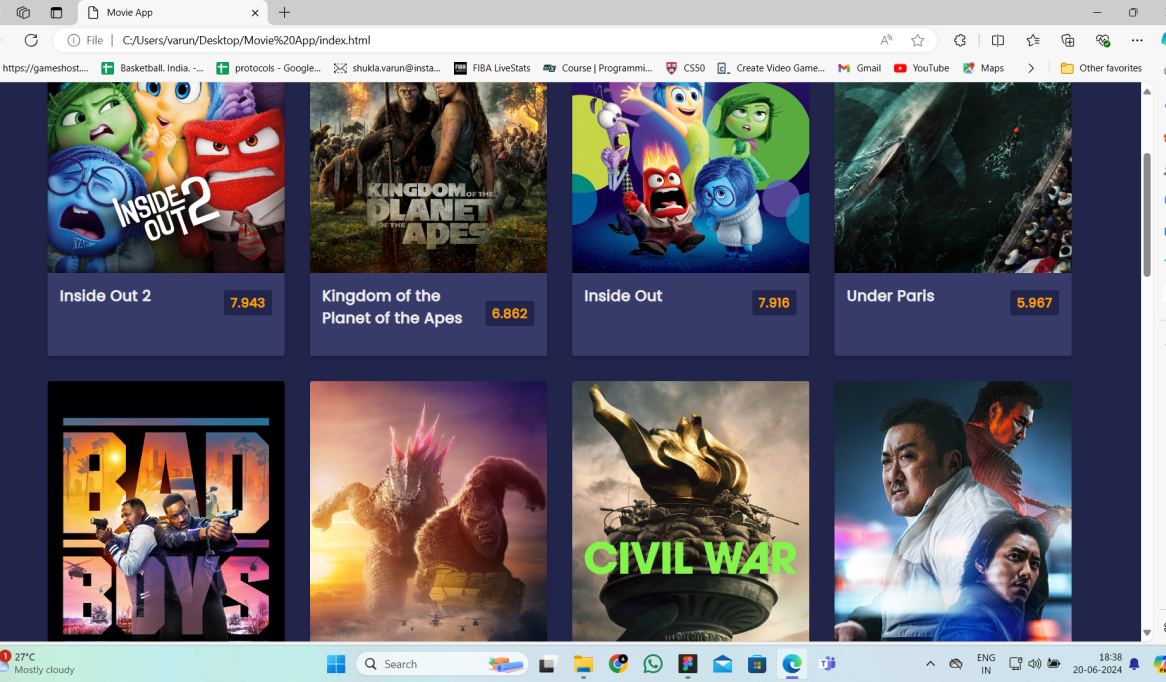 Movie App
File
C:/Users/varun/Desktop/Movie%20App/index.html
https://gameshost....
Basketball. India. -...
protocols - Google...
shukla.varun@insta...
FIBA LiveStats
Course | Programmi...
CS50
Create Video Game...
Gmail
YouTube
Maps
Other favorites
INSIDE
OUT 2
KINGDOM OF THE
PLANET
OF THE APES
Inside Out 2
7.943
Kingdom of the
Planet of the Apes
6.862
Inside Out
7.916
Under Paris
5.967
BAD
BOYS
CIVIL WAR
1
27°C
Mostly cloudy
Search
ENG
IN
18:38
20-06-2024